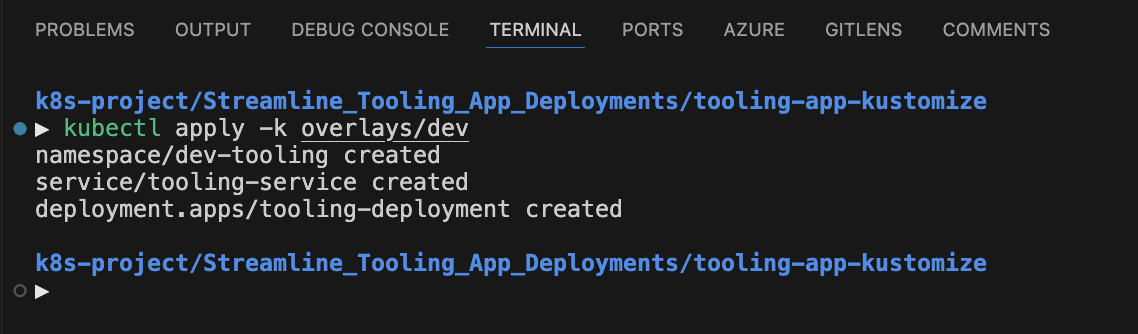 PROBLEMS OUTPUT DEBUG CONSOLE TERMINAL PORTS AZURE GITLENS COMMENTS
k8s-project/Streamline_Tooling_App_Deployments/tooling-app-kustomize
kubectl apply -k overlays/dev
namespace/dev-tooling created
service/tooling-service created
deployment.apps/tooling-deployment created
k8s-project/Streamline_Tooling_App_Deployments/tooling-app-kustomize